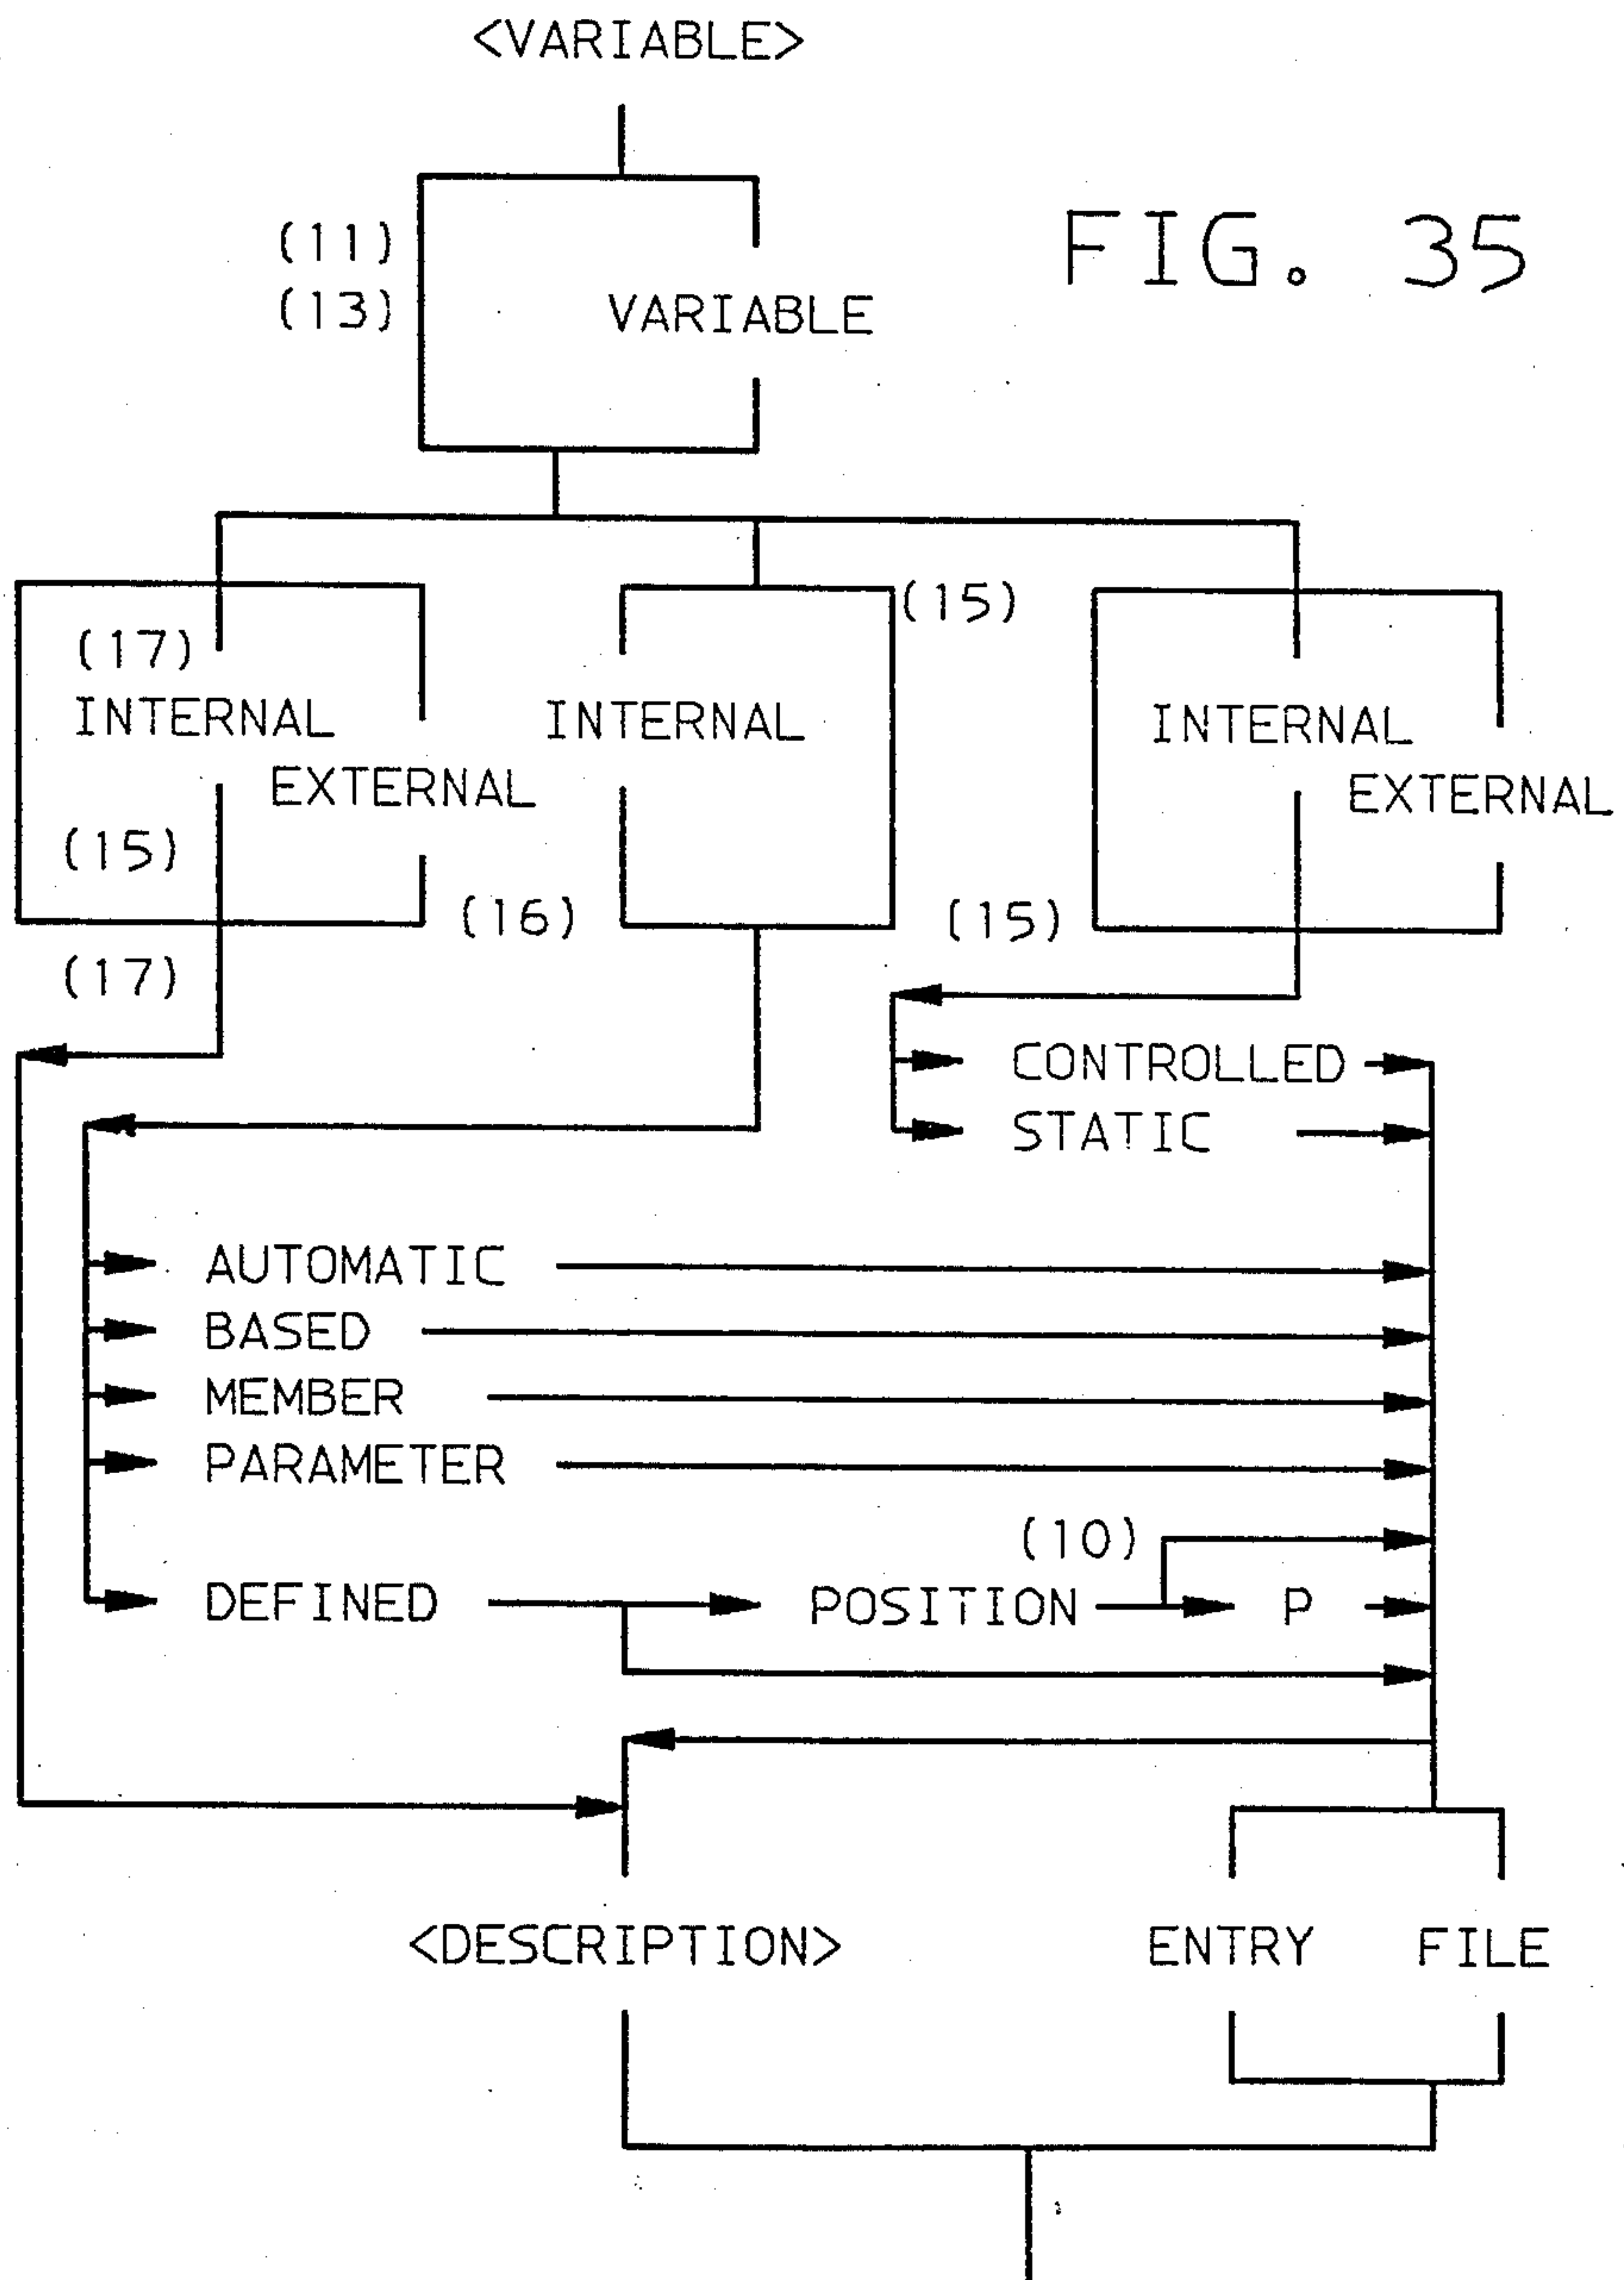 <VARIABLE>
FIG. 35
(11)
(13)
VARIABLE
(15)
(17)
INTERNAL
INTERNAL
INTERNAL
EXTERNAL
EXTERNAL
(15)
(16)
(15)
(17)
CONTROLLED
STATIC
AUTOMATIC
BASED
MEMBER
PARAMETER
(10)
DEFINED
POSITION
P
<DESCRIPTION>
ENTRY
FILE